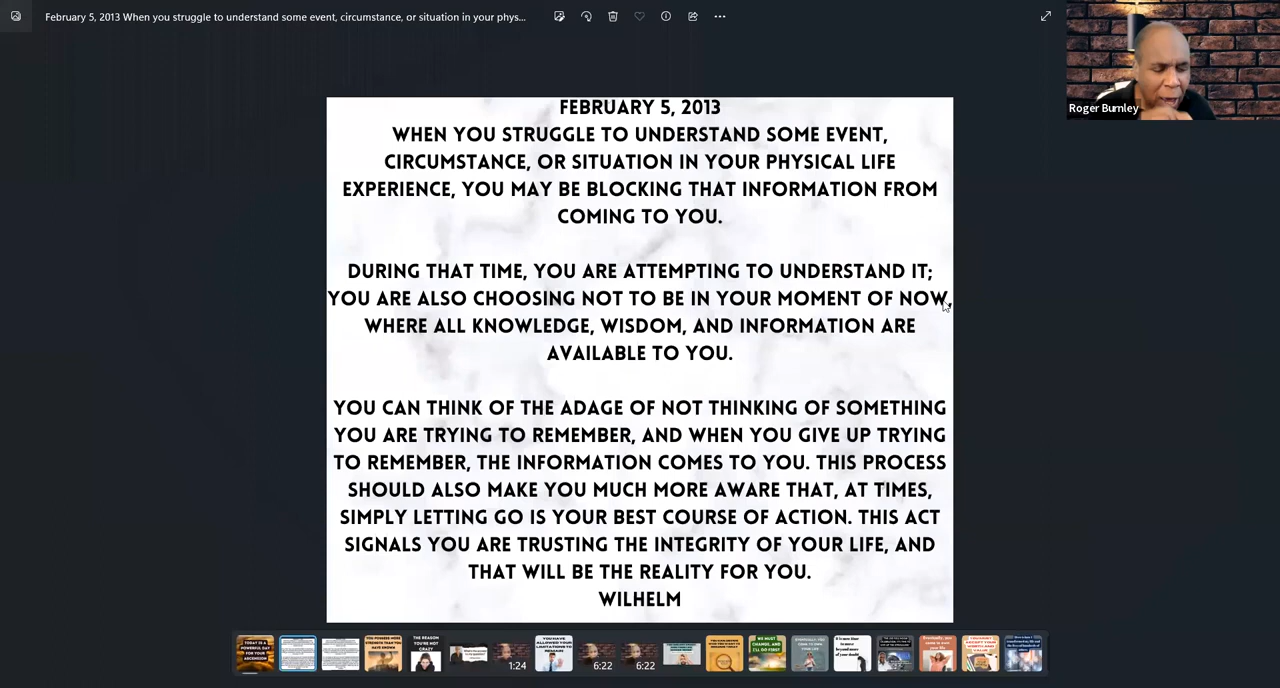 February 5, 2013 When you struggle to understand some event, circumstance, or situation in your phys...
Roger Burnley
FEBRUARY 5, 2013
WHEN YOU STRUGGLE TO UNDERSTAND SOME EVENT,
CIRCUMSTANCE, OR SITUATION IN YOUR PHYSICAL LIFE
EXPERIENCE, YOU MAY BE BLOCKING THAT INFORMATION FROM
COMING TO YOU.
DURING THAT TIME, YOU ARE ATTEMPTING TO UNDERSTAND IT;
YOU ARE ALSO CHOOSING NOT TO BE IN YOUR MOMENT OF NOW,
WHERE ALL KNOWLEDGE, WISDOM, AND INFORMATION ARE
AVAILABLE TO YOU.
YOU CAN THINK OF THE ADAGE OF NOT THINKING OF SOMETHING
YOU ARE TRYING TO REMEMBER, AND WHEN YOU GIVE UP TRYING
TO REMEMBER, THE INFORMATION COMES TO YOU. THIS PROCESS
SHOULD ALSO MAKE YOU MUCH MORE AWARE THAT, AT TIMES,
SIMPLY LETTING GO IS YOUR BEST COURSE OF ACTION. THIS ACT
SIGNALS YOU ARE TRUSTING THE INTEGRITY OF YOUR LIFE, AND
THAT WILL BE THE REALITY FOR YOU.
WILHELM
THE REASON
YOU'RE NOT
CRAZY
1:24
6:22
6:22